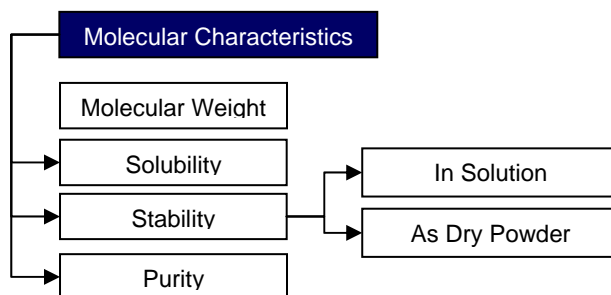 Molecular Characteristics
Molecular Weight
Solubility
Stability
Purity
In Solution
As Dry Powder